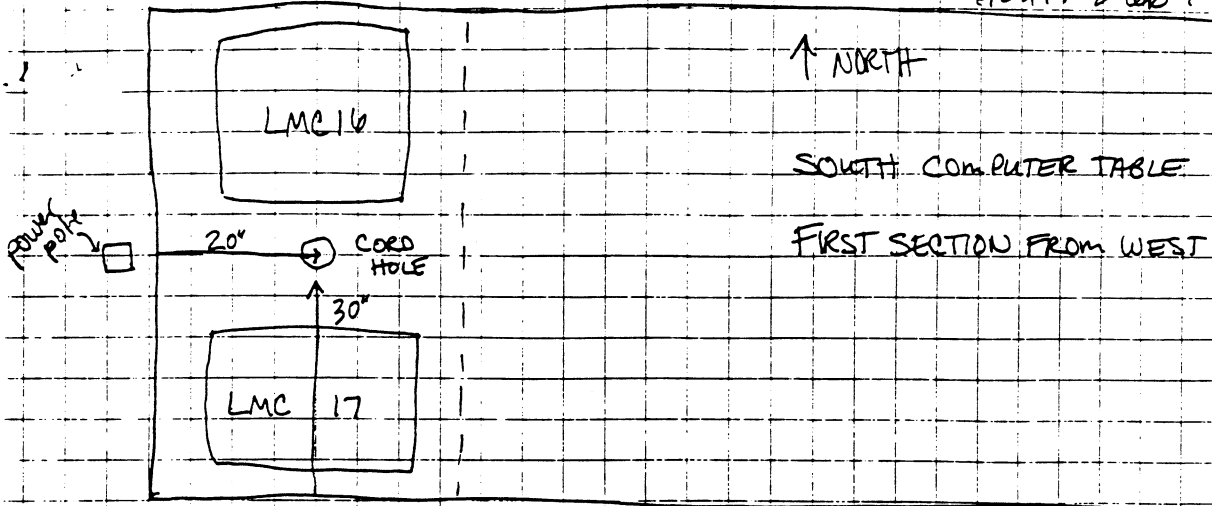 ↑ NORTH
LMC16
SOUTH COMPUTER TABLE
POWER
POLE
20"
CORD
HOLE
FIRST SECTION FROM WEST
30"
LMC 17